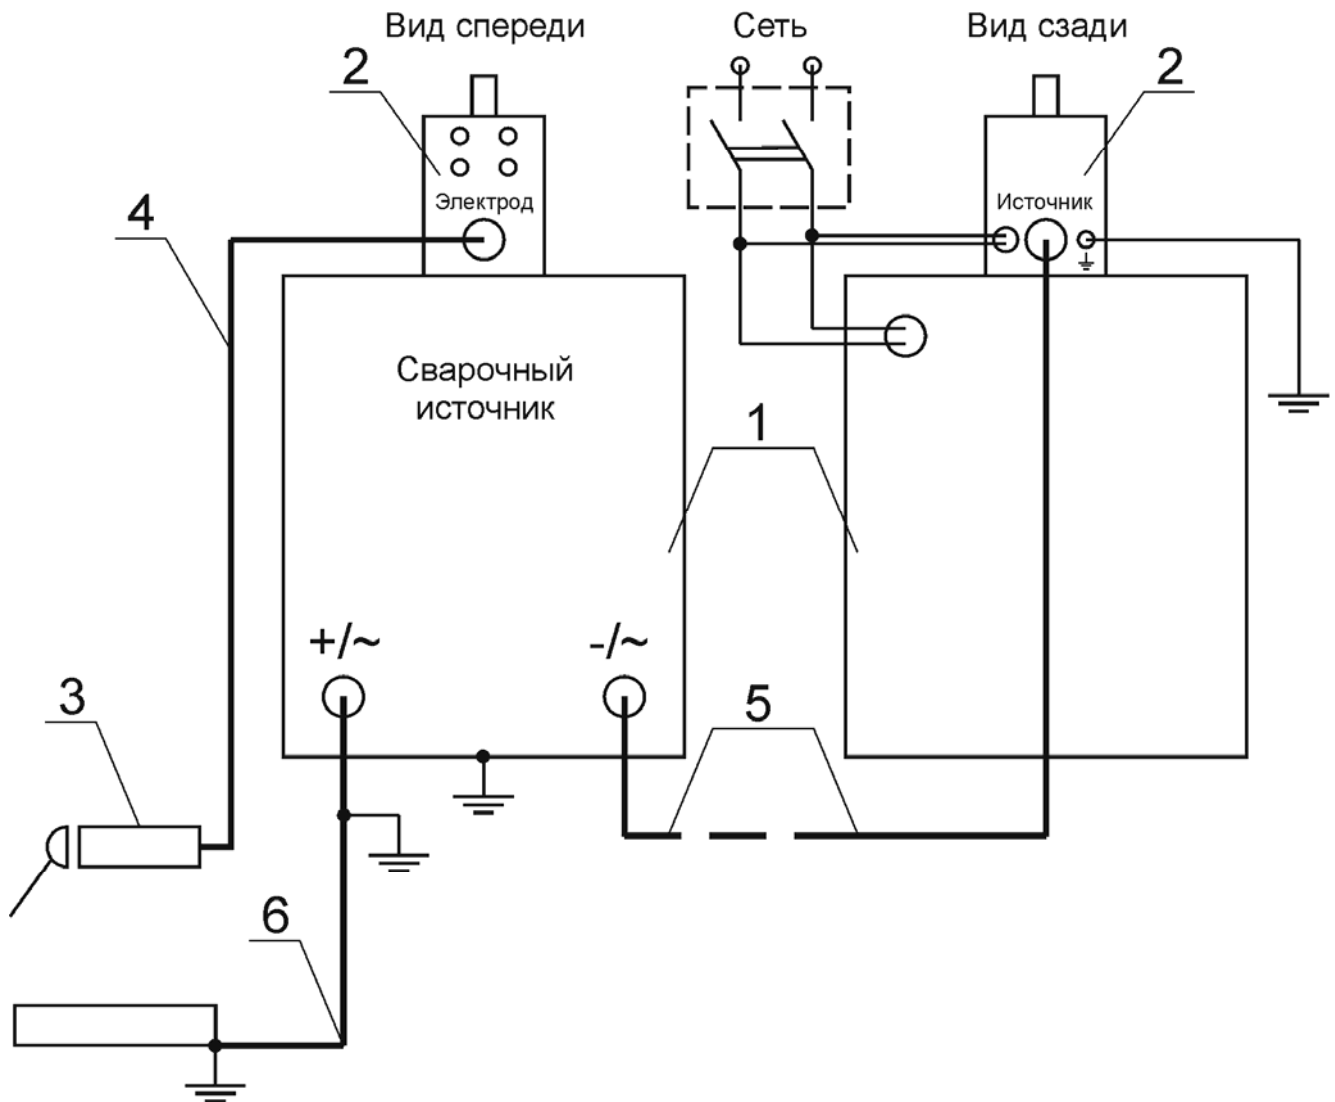 Вид спереди
Сеть
Вид сзади
2
2
Электрод
Источник
4
Сварочный
источник
1
+/~
-/~
3
5
6